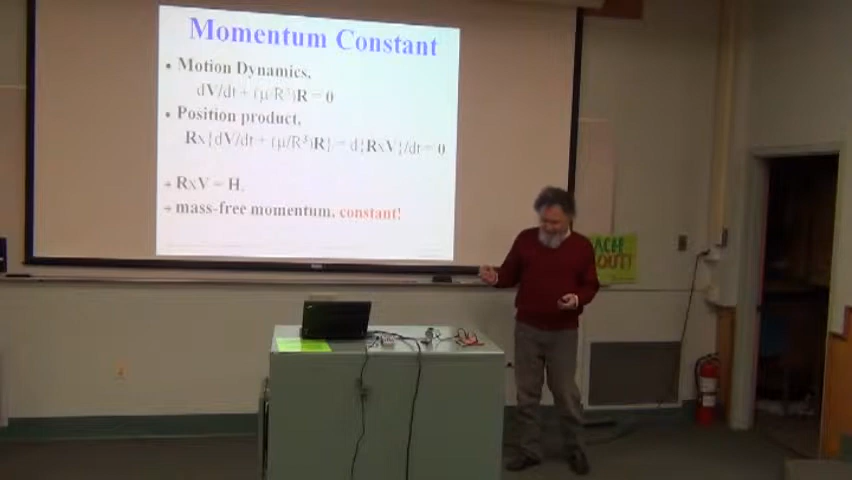 Momentum Constant
• Motion Dynamics,
dV/dt + (μ/R³)R = 0
• Position product,
Rx{dV/dt + (μ/R³)R} = d{RxV}/dt = 0
+ RxV = H,
+ mass-free momentum, constant!
OUT!